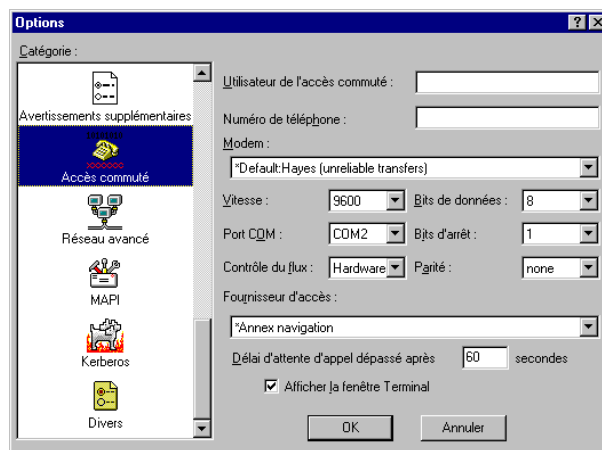 Options
Catégorie :
Avertissements supplémentaires
Accès commuté
Réseau avancé
MAPI
Kerberos
Divers
Utilisateur de l'accès commuté :
Numéro de téléphone :
Modem :
*Default:Hayes (unreliable transfers)
Vitesse : 9600 Bits de données : 8
Port COM : COM2 Bits d'arrêt : 1
Contrôle du flux : Hardware Parité : none
Fournisseur d'accès :
*Annex navigation
Délai d'attente d'appel dépassé après 60 secondes
Afficher la fenêtre Terminal
OK Annuler